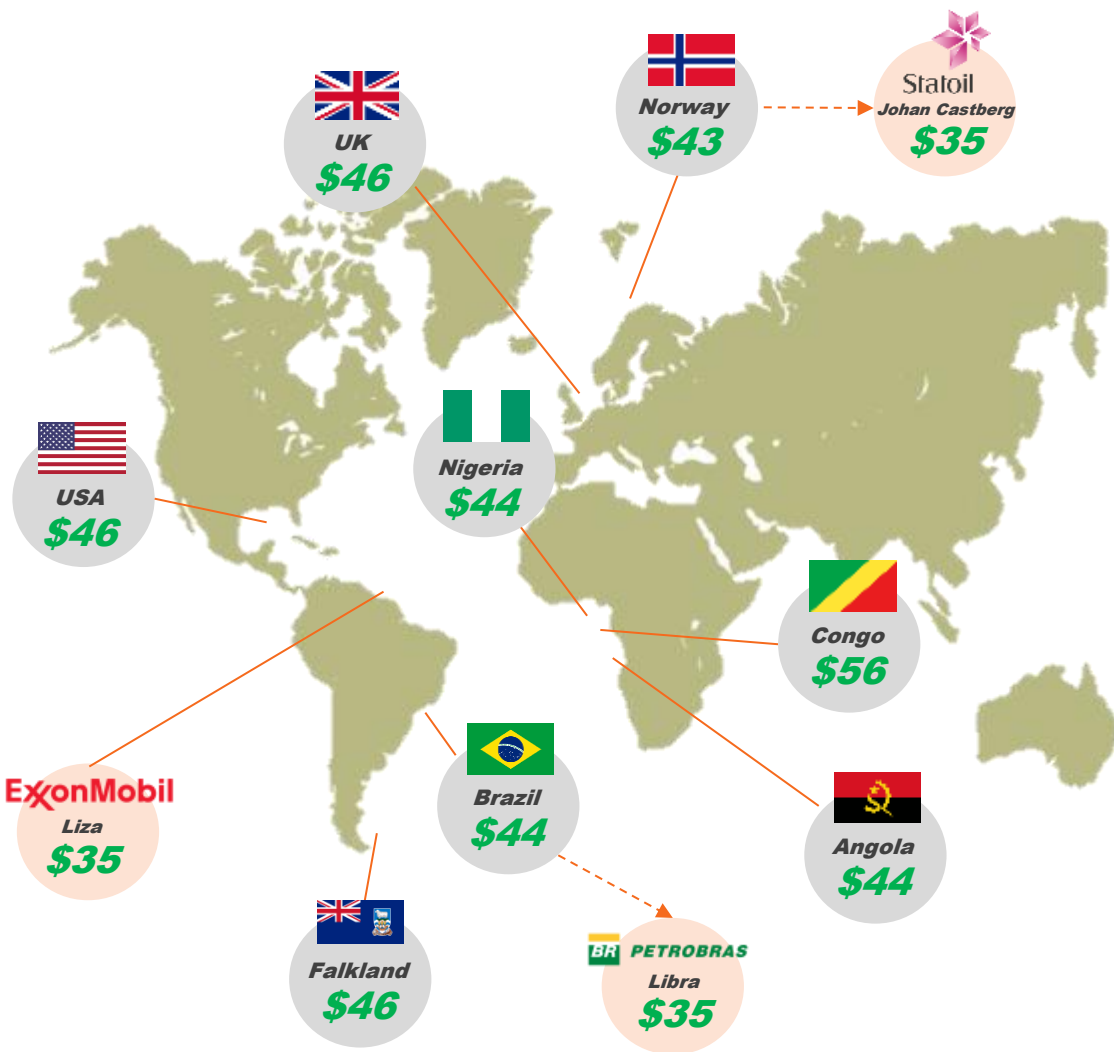 Statoil
Johan Castberg
$35
Norway
$43
UK
$46
Nigeria
$44
USA
$46
Congo
$56
ExxonMobil
Liza
$35
Brazil
$44
Angola
$44
Falkland
$46
BR PETROBRAS
Libra
$35